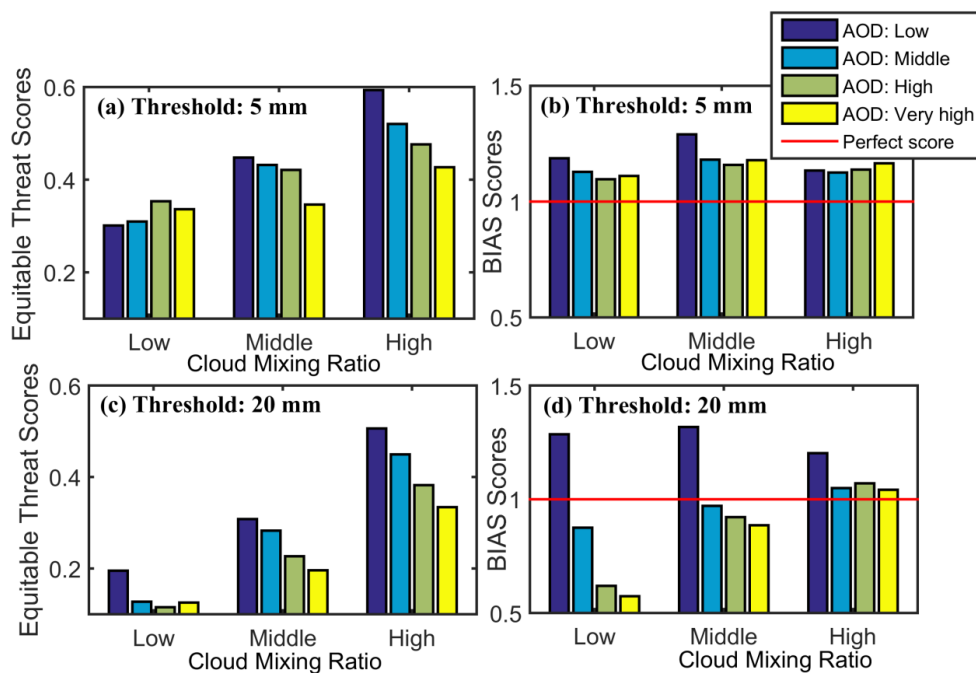 AOD: Low
AOD: Middle
AOD: High
AOD: Very high
Perfect score
(a) Threshold: 5 mm
Equitable Threat Scores
0.6
0.4
0.2
Low Middle High
Cloud Mixing Ratio
(b) Threshold: 5 mm
BIAS Scores
1.5
1
0.5
Low Middle High
Cloud Mixing Ratio
(c) Threshold: 20 mm
Equitable Threat Scores
0.6
0.4
0.2
Low Middle High
Cloud Mixing Ratio
(d) Threshold: 20 mm
BIAS Scores
1.5
1
0.5
Low Middle High
Cloud Mixing Ratio